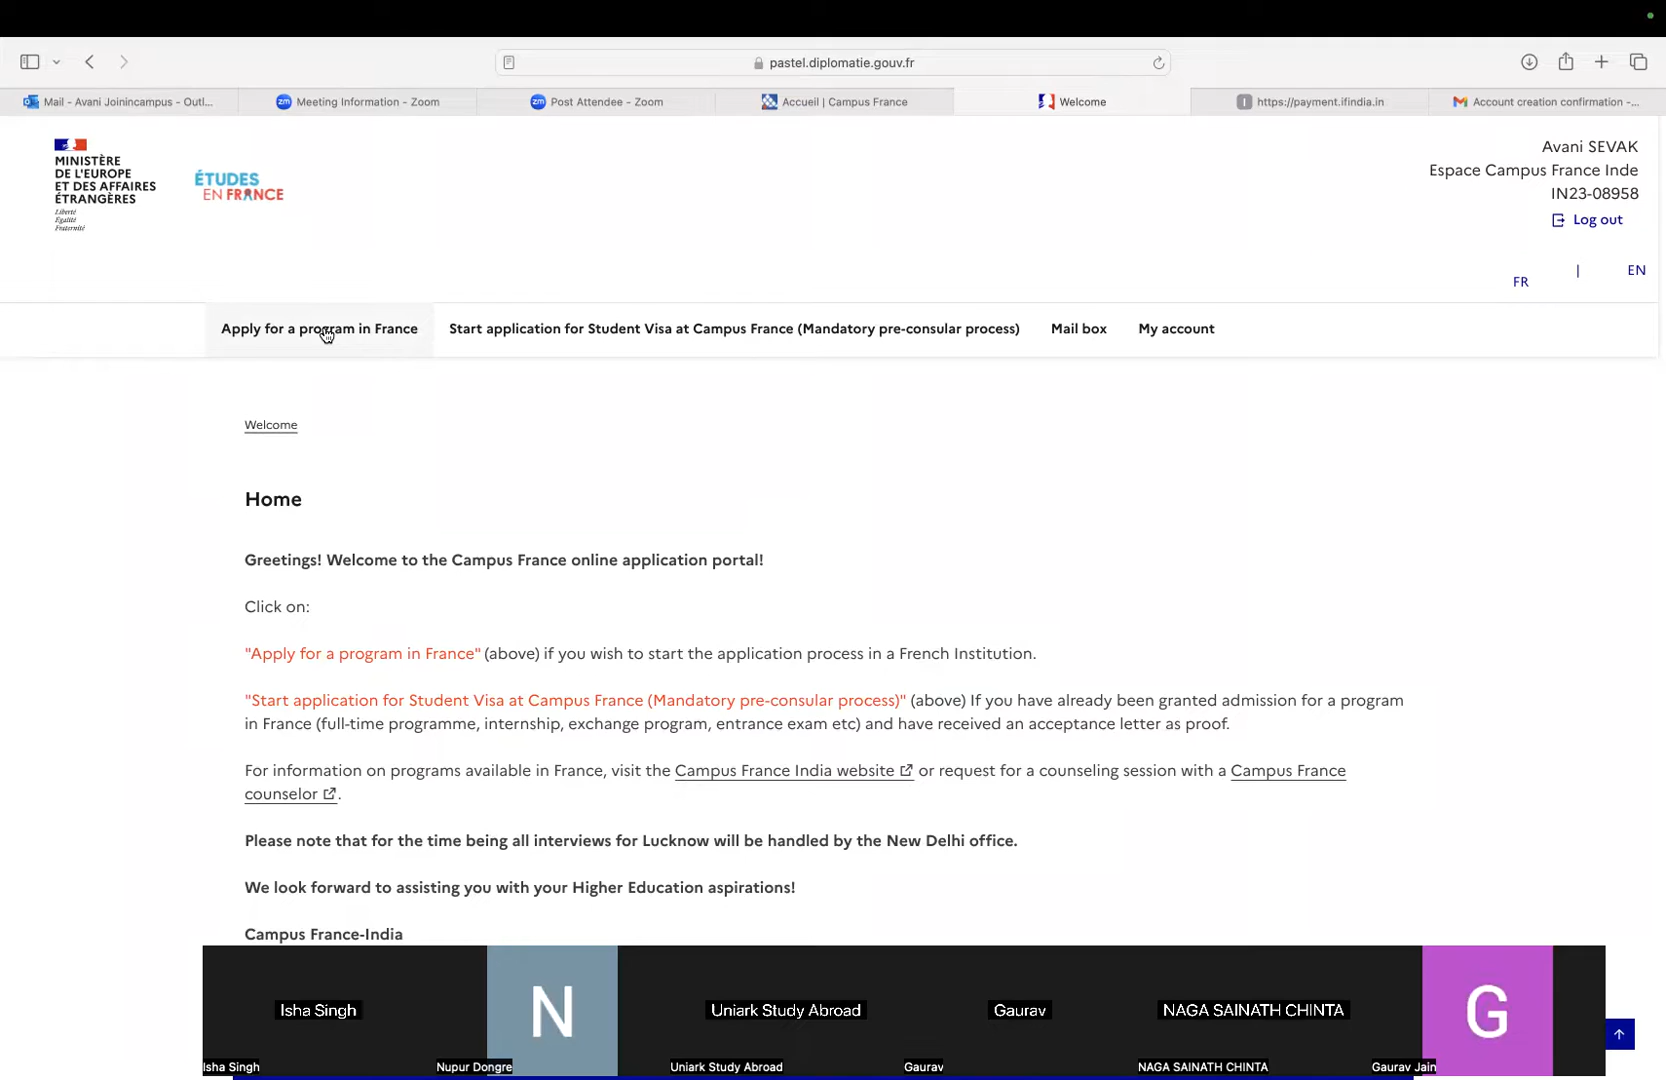 pastel.diplomatie.gouv.fr
Mail - Avani Joinincampus - Outl...
Meeting Information - Zoom
Post Attendee - Zoom
Accueil | Campus France
Welcome
https://payment.ifindia.in
Account creation confirmation -...
MINISTÈRE
DE L'EUROPE
ET DES AFFAIRES
ÉTRANGÈRES
Liberté
Égalité
Fraternité
ÉTUDES
EN FRANCE
Avani SEVAK
Espace Campus France Inde
IN23-08958
Log out
FR | EN
Apply for a program in France
Start application for Student Visa at Campus France (Mandatory pre-consular process)
Mail box
My account
Welcome
Home
Greetings! Welcome to the Campus France online application portal!
Click on:
"Apply for a program in France" (above) if you wish to start the application process in a French Institution.
"Start application for Student Visa at Campus France (Mandatory pre-consular process)" (above) If you have already been granted admission for a program
in France (full-time programme, internship, exchange program, entrance exam etc) and have received an acceptance letter as proof.
For information on programs available in France, visit the Campus France India website or request for a counseling session with a Campus France
counselor.
Please note that for the time being all interviews for Lucknow will be handled by the New Delhi office.
We look forward to assisting you with your Higher Education aspirations!
Campus France-India
Isha Singh
N
Uniark Study Abroad
Gaurav
NAGA SAINATH CHINTA
G
Isha Singh
Nupur Dongre
Uniark Study Abroad
Gaurav
NAGA SAINATH CHINTA
Gaurav Jain